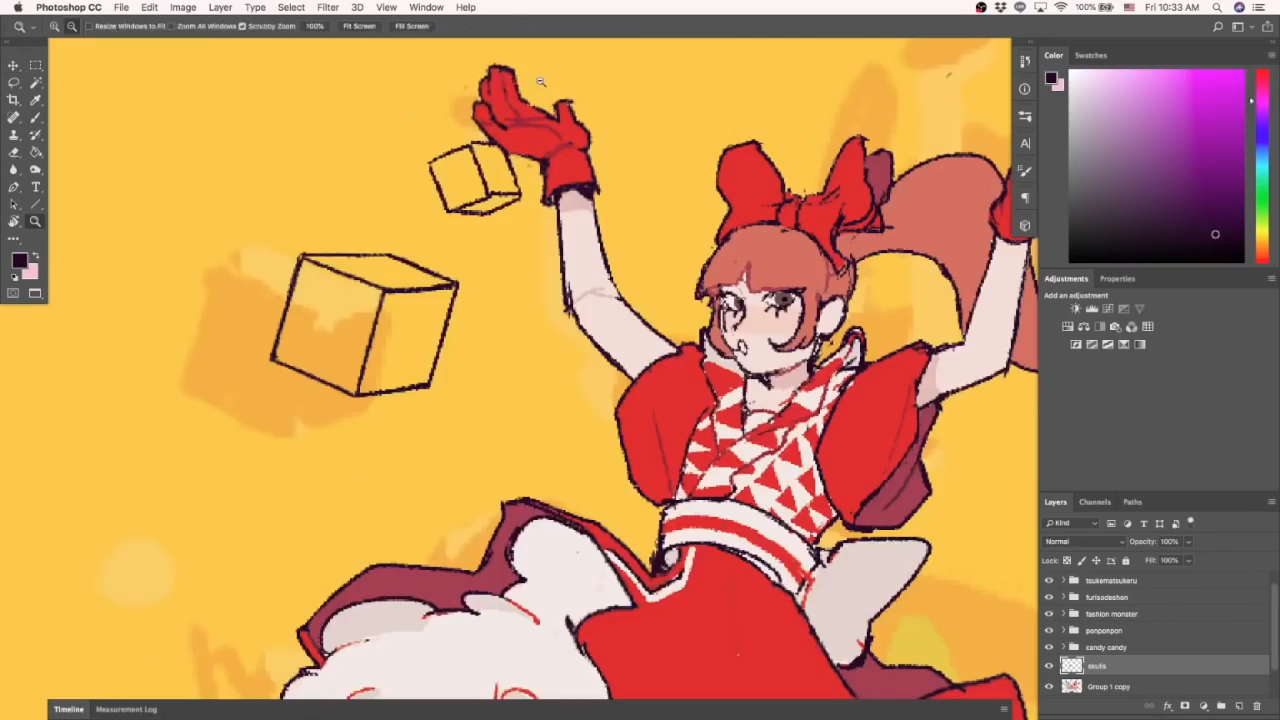 Photoshop CC File Edit Image Layer Type Select Filter 3D View Window Help 100% Fri 10:33 AM
Resize Windows to Fit Zoom All Windows Scrubby Zoom 100% Fit Screen Fill Screen
Color Swatches
Adjustments Properties
Add an adjustment
Layers Channels Paths
Kind
Normal Opacity: 100%
Lock: Fill: 100%
tsukematsukeru
furisodeshon
fashion monster
ponponpon
candy candy
skulls
Group 1 copy
Timeline Measurement Log